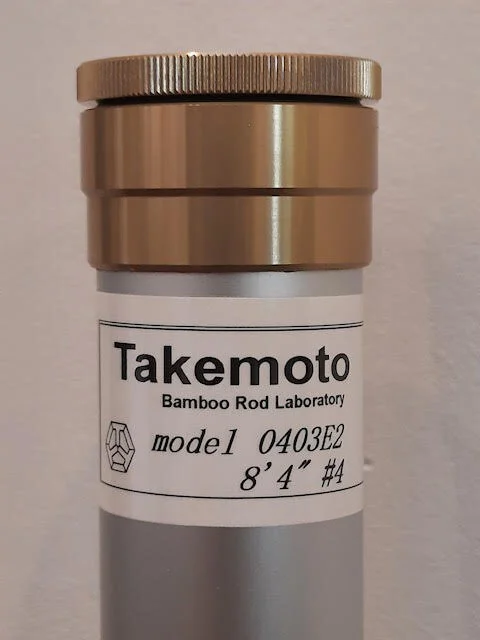 Takemoto
Bamboo Rod Laboratory
model 0403E2
8'4" #4